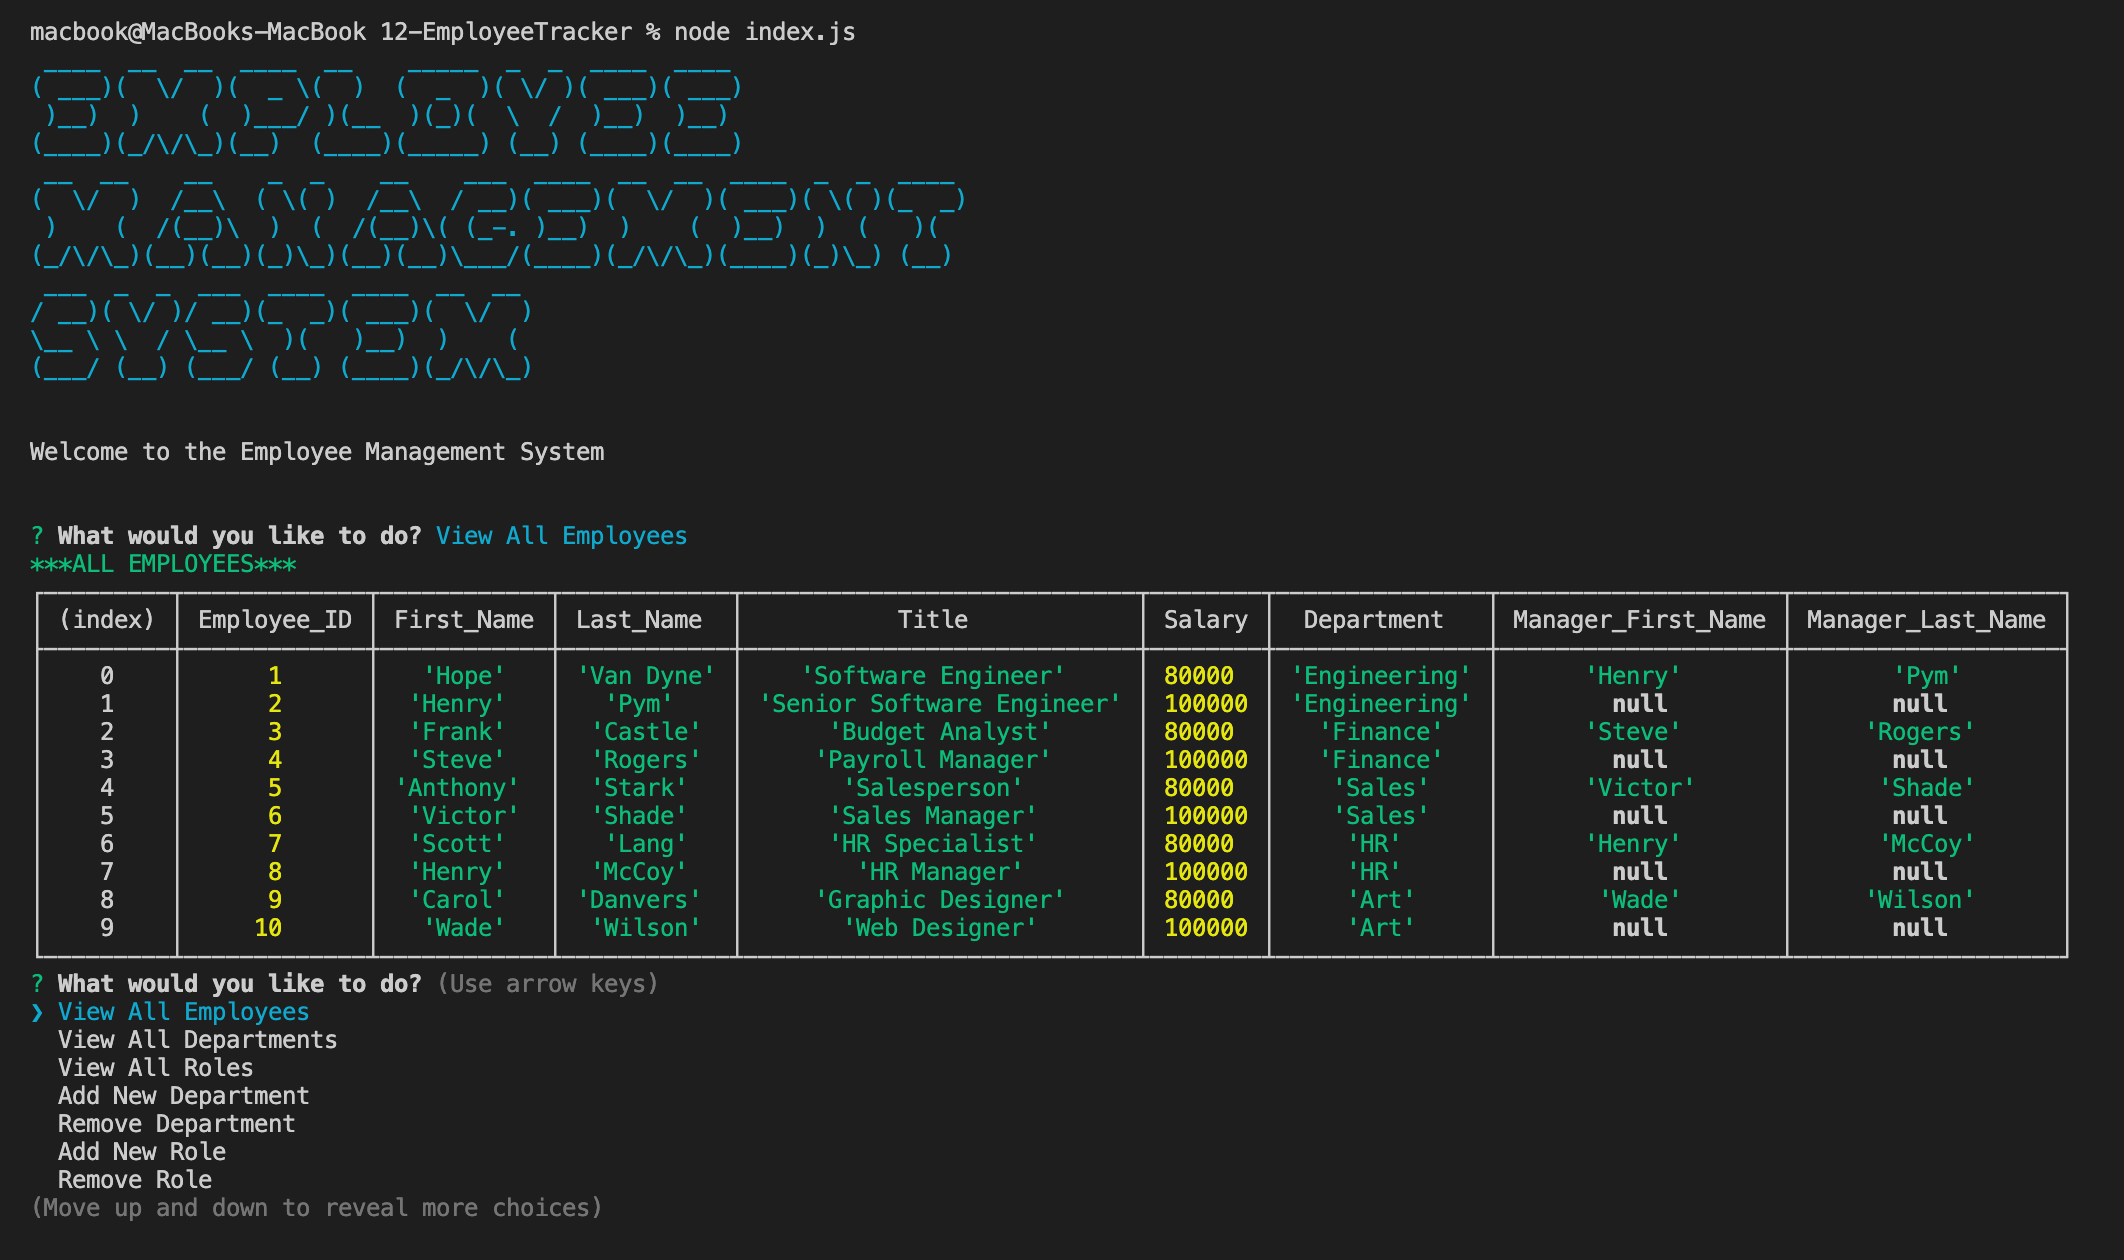 macbook@MacBooks-MacBook 12-EmployeeTracker % node index.js
EMPLOYEE
MANAGEMENT
SYSTEM
Welcome to the Employee Management System
? What would you like to do? View All Employees
***ALL EMPLOYEES***
(index) Employee_ID First_Name Last_Name Title Salary Department Manager_First_Name Manager_Last_Name
0 1 'Hope' 'Van Dyne' 'Software Engineer' 80000 'Engineering' 'Henry' 'Pym'
1 2 'Henry' 'Pym' 'Senior Software Engineer' 100000 'Engineering' null null
2 3 'Frank' 'Castle' 'Budget Analyst' 80000 'Finance' 'Steve' 'Rogers'
3 4 'Steve' 'Rogers' 'Payroll Manager' 100000 'Finance' null null
4 5 'Anthony' 'Stark' 'Salesperson' 80000 'Sales' 'Victor' 'Shade'
5 6 'Victor' 'Shade' 'Sales Manager' 100000 'Sales' null null
6 7 'Scott' 'Lang' 'HR Specialist' 80000 'HR' 'Henry' 'McCoy'
7 8 'Henry' 'McCoy' 'HR Manager' 100000 'HR' null null
8 9 'Carol' 'Danvers' 'Graphic Designer' 80000 'Art' 'Wade' 'Wilson'
9 10 'Wade' 'Wilson' 'Web Designer' 100000 'Art' null null
? What would you like to do? (Use arrow keys)
❯ View All Employees
View All Departments
View All Roles
Add New Department
Remove Department
Add New Role
Remove Role
(Move up and down to reveal more choices)